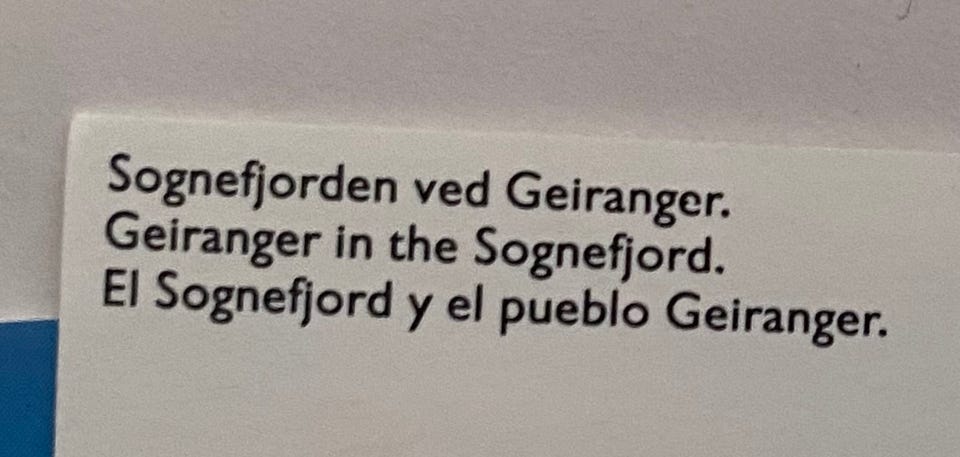 Sognefjorden ved Geiranger.
Geiranger in the Sognefjord.
El Sognefjord y el pueblo Geiranger.